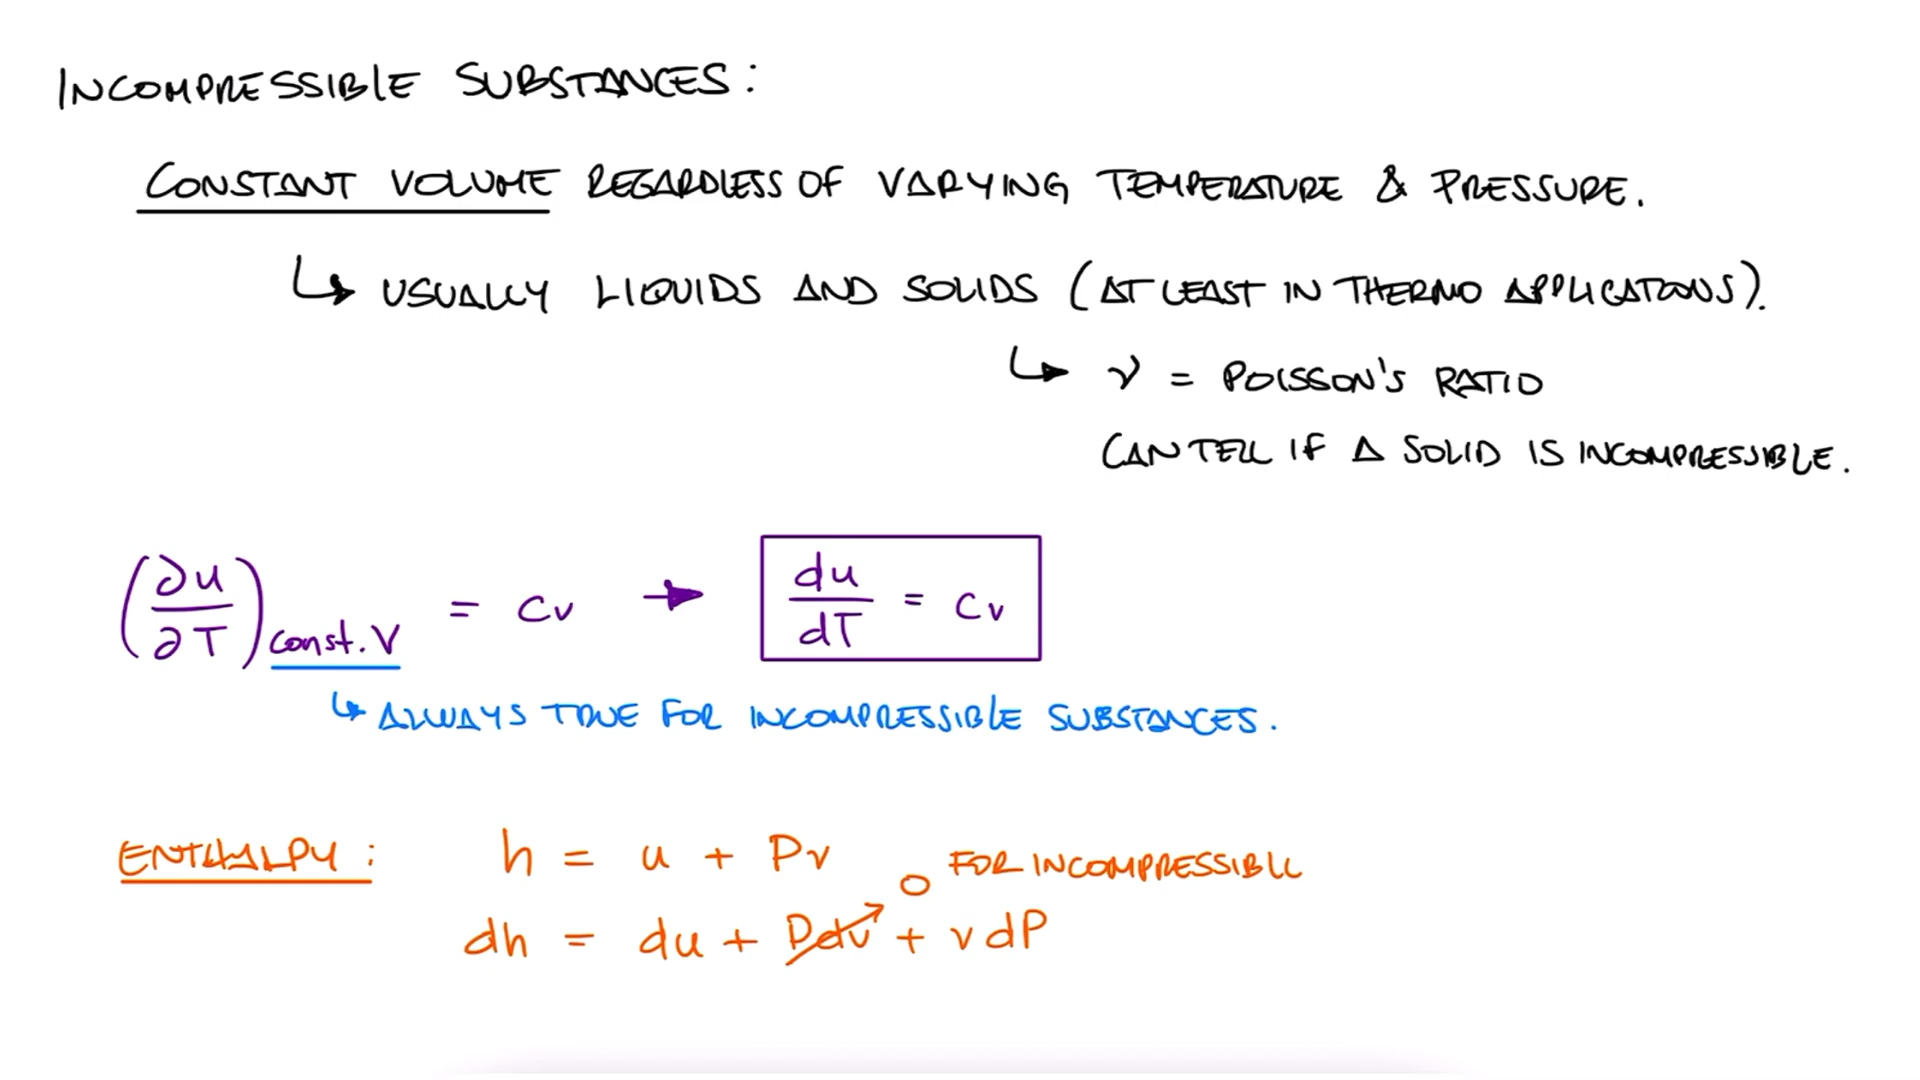 INCOMPRESSIBLE SUBSTANCES:
CONSTANT VOLUME REGARDLESS OF VARYING TEMPERATURE & PRESSURE.
↳ USUALLY LIQUIDS AND SOLIDS (AT LEAST IN THERMO APPLICATIONS).
↳ ν = POISSON'S RATIO
CAN TELL IF A SOLID IS INCOMPRESSIBLE.
(∂u/∂T)const. V = Cv → du/dT = Cv
↳ ALWAYS TRUE FOR INCOMPRESSIBLE SUBSTANCES.
ENTHALPY: h = u + Pv
0 FOR INCOMPRESSIBLE
dh = du + Pdv + vdP